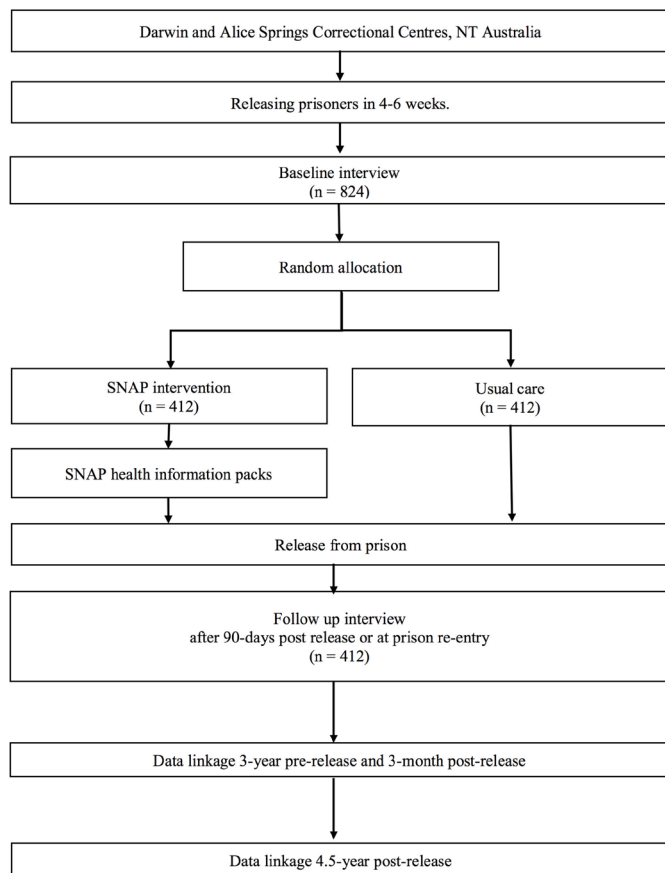 Darwin and Alice Springs Correctional Centres, NT Australia
Releasing prisoners in 4-6 weeks.
Baseline interview
(n = 824)
Random allocation
SNAP intervention
(n = 412)
Usual care
(n = 412)
SNAP health information packs
Release from prison
Follow up interview
after 90-days post release or at prison re-entry
(n = 412)
Data linkage 3-year pre-release and 3-month post-release
Data linkage 4.5-year post-release